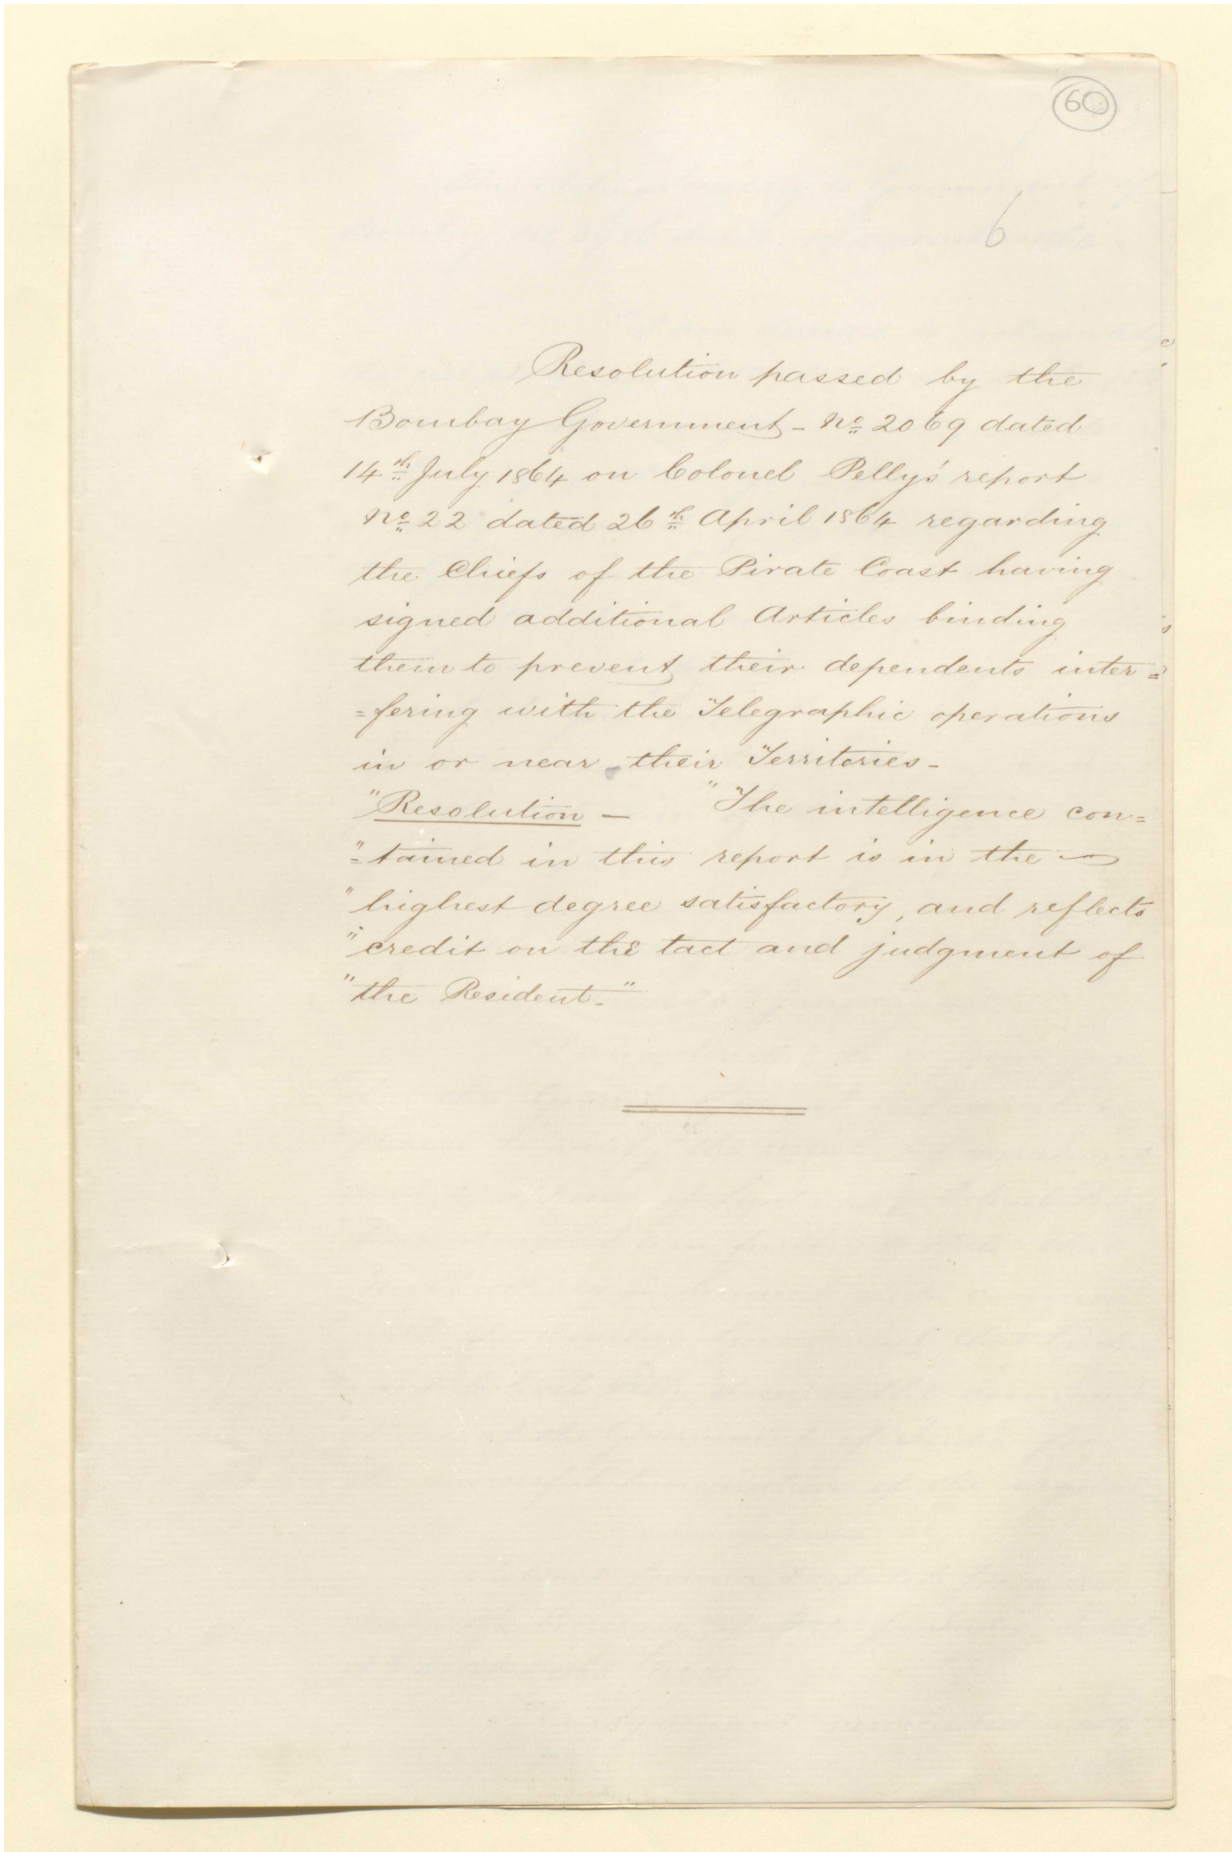 60
6
Resolution passed by the
Bombay Government - No 2069 dated
14th July 1864 on Colonel Pelly's report
No 22 dated 26th April 1864 regarding
the Chiefs of the Pirate Coast having
signed additional Articles binding
them to prevent their dependents inter=
=fering with the Telegraphic operations
in or near their Territories -
"Resolution — "The intelligence con=
"=tained in this report is in the —
"highest degree satisfactory, and reflects
"credit on the tact and judgment of
"the Resident."